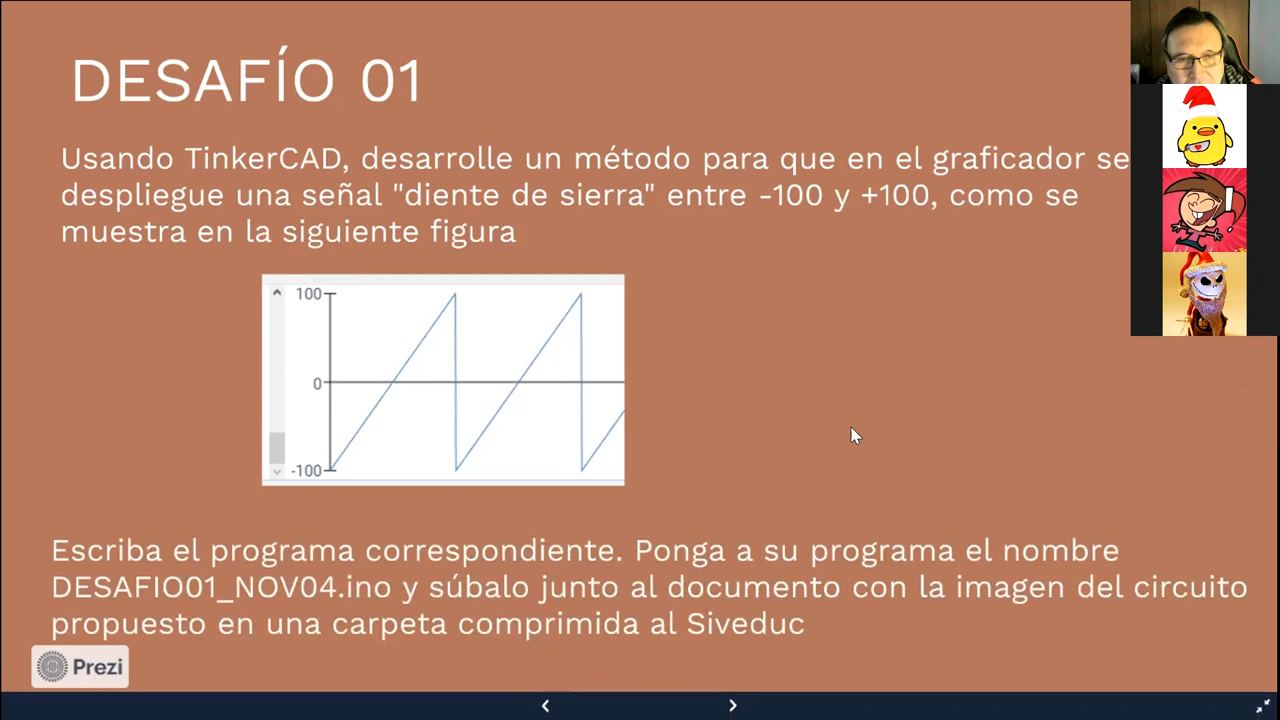 DESAFÍO 01
Usando TinkerCAD, desarrolle un método para que en el graficador se
despliegue una señal "diente de sierra" entre -100 y +100, como se
muestra en la siguiente figura
100
0
-100
Escriba el programa correspondiente. Ponga a su programa el nombre
DESAFIO01_NOV04.ino y súbalo junto al documento con la imagen del circuito
propuesto en una carpeta comprimida al Siveduc
Prezi